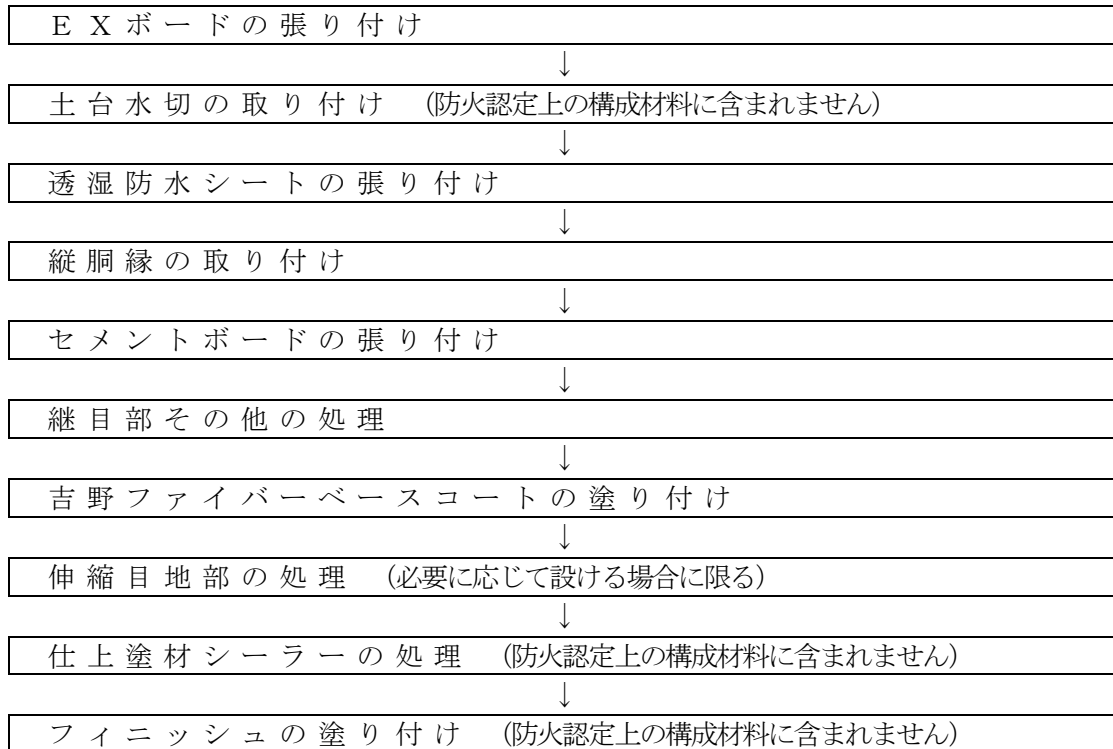 ＥＸボードの張り付け
↓
土台水切の取り付け （防火認定上の構成材料に含まれません）
↓
透湿防水シートの張り付け
↓
縦胴縁の取り付け
↓
セメントボードの張り付け
↓
継目部その他の処理
↓
吉野ファイバーベースコートの塗り付け
↓
伸縮目地部の処理 （必要に応じて設ける場合に限る）
↓
仕上塗材シーラーの処理 （防火認定上の構成材料に含まれません）
↓
フィニッシュの塗り付け （防火認定上の構成材料に含まれません）